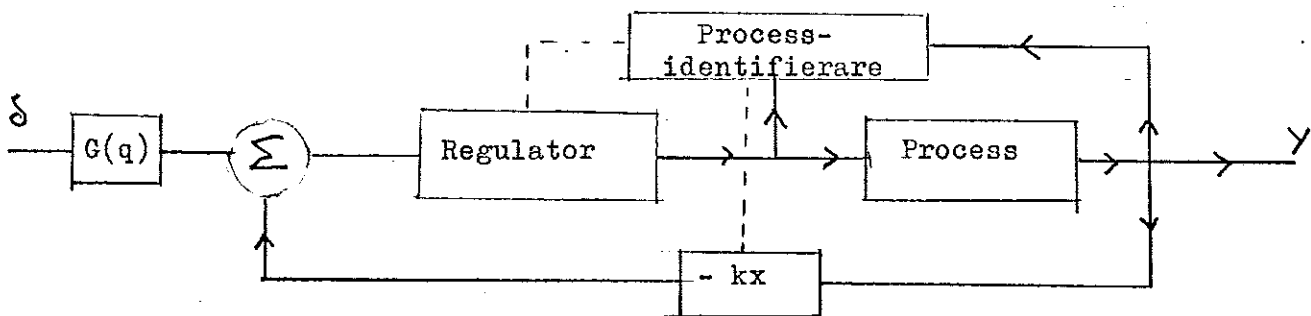 Process-
identifierare
δ
G(q)
Σ
Regulator
Process
y
- kx